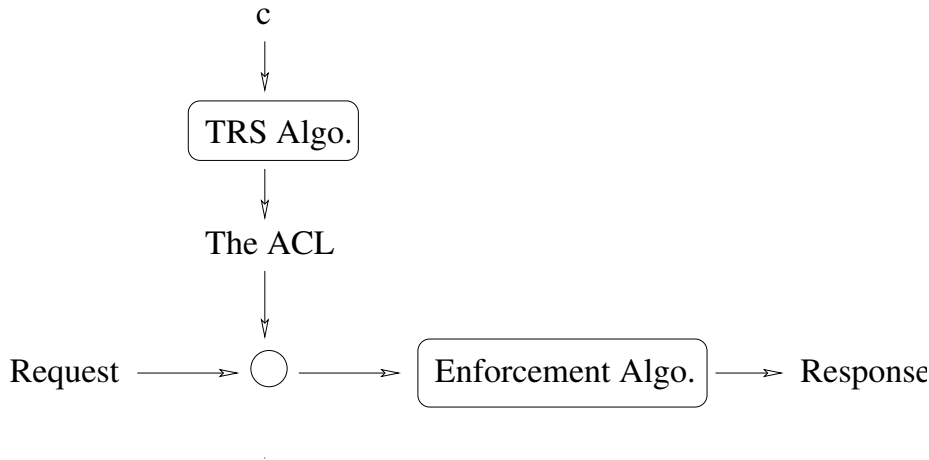 c
TRS Algo.
The ACL
Request
Enforcement Algo.
Response